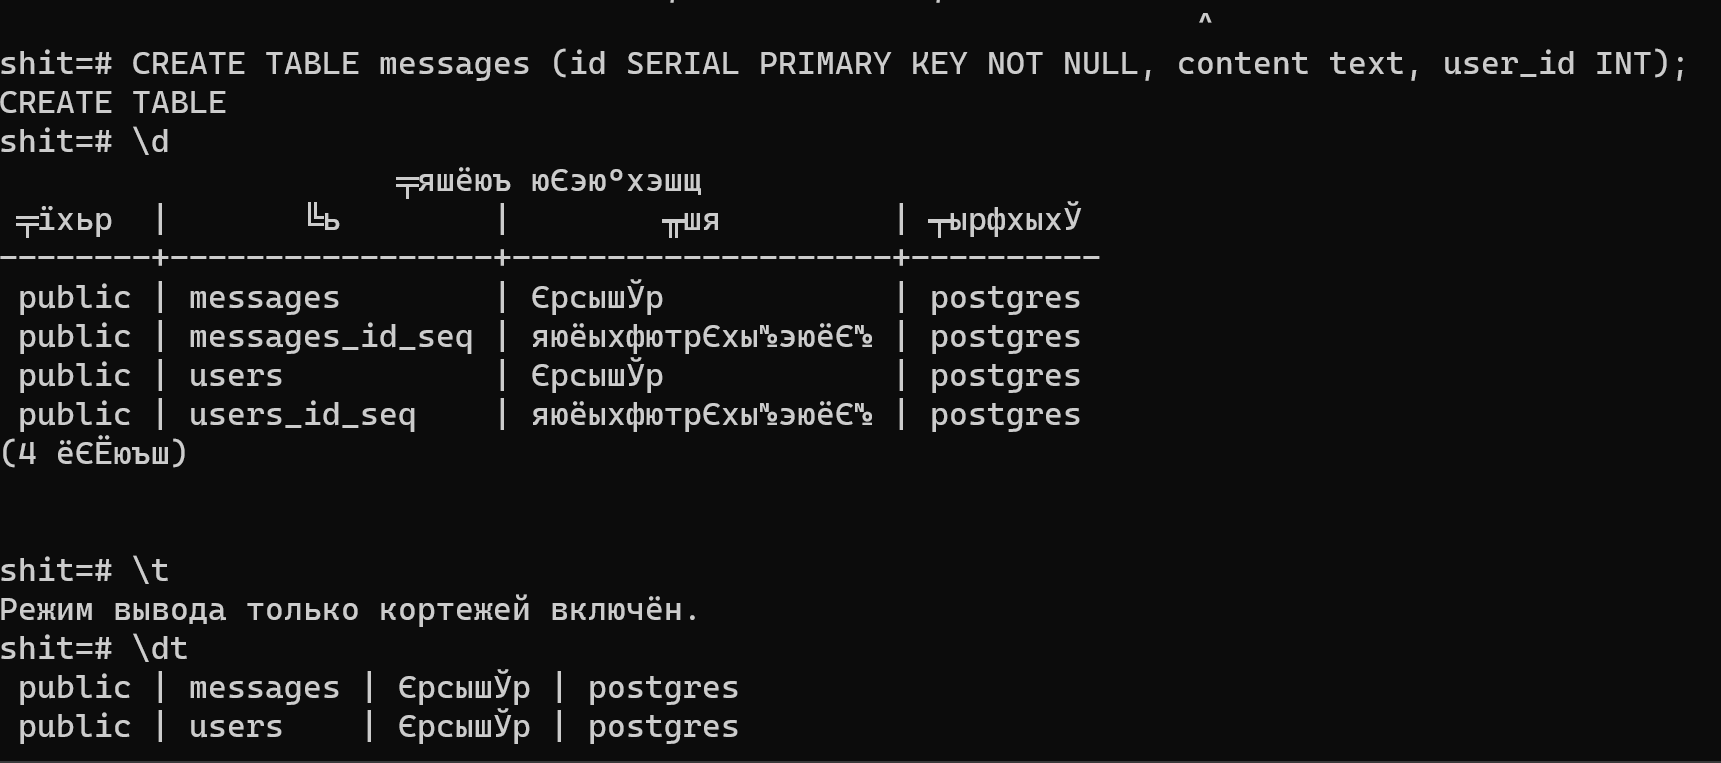 ^
shit=# CREATE TABLE messages (id SERIAL PRIMARY KEY NOT NULL, content text, user_id INT);
CREATE TABLE
shit=# \d
╤яшёюъ юЄэю°хэшщ
╤їхьр | ╚ь | ╥шя | ┬ырфхыхЎ
--------+-----------------+--------------------+----------
public | messages | ЄрсышЎр | postgres
public | messages_id_seq | яюёыхфютрЄхы№эюёЄ№ | postgres
public | users | ЄрсышЎр | postgres
public | users_id_seq | яюёыхфютрЄхы№эюёЄ№ | postgres
(4 ёЄЁюъш)
shit=# \t
Режим вывода только кортежей включён.
shit=# \dt
public | messages | ЄрсышЎр | postgres
public | users | ЄрсышЎр | postgres